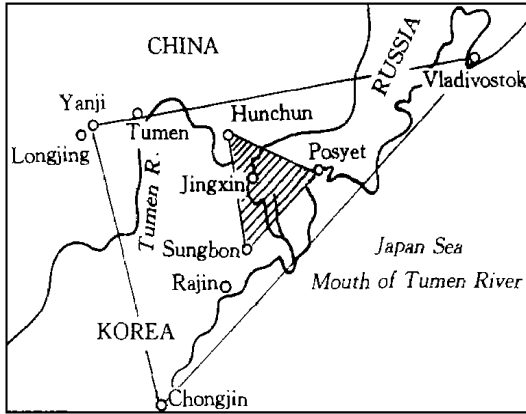 CHINA
RUSSIA
Vladivostok
Yanji
Tumen
Hunchun
Longjing
Posyet
Tumen R.
Jingxin
Sungbon
Japan Sea
Rajin
Mouth of Tumen River
KOREA
Chongjin